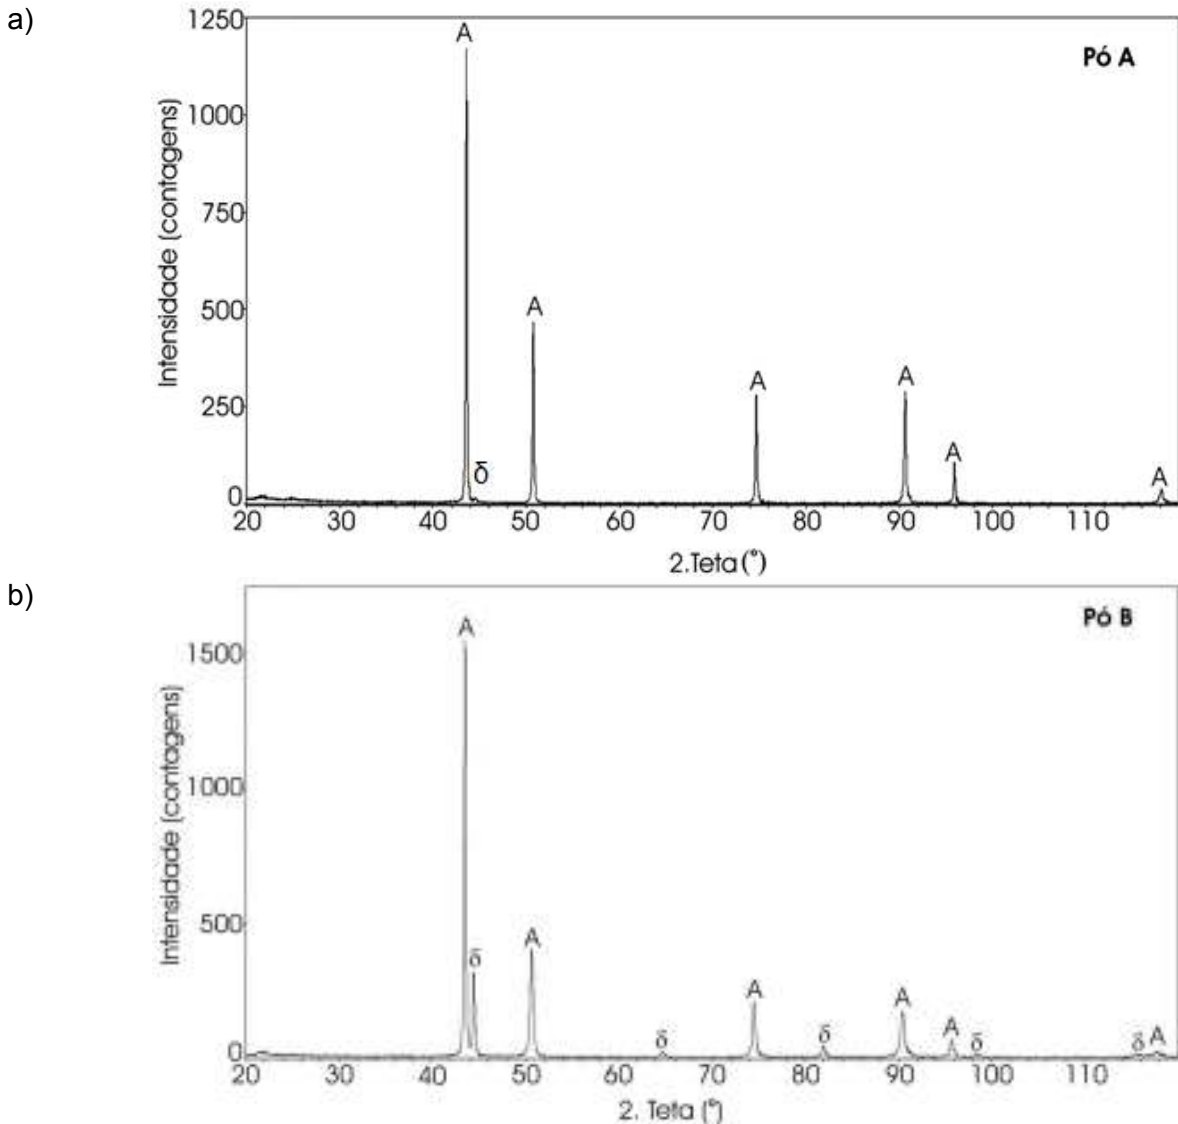 a)
Pó A
Intensidade (contagens)
1250
1000
750
500
250
0
A
δ
A
A
A
A
A
20 30 40 50 60 70 80 90 100 110
2.Teta (°)
b)
Pó B
Intensidade (contagens)
1500
1000
500
0
A
δ
A
δ
A
δ
A
A
δ
δ
A
20 30 40 50 60 70 80 90 100 110
2. Teta (°)